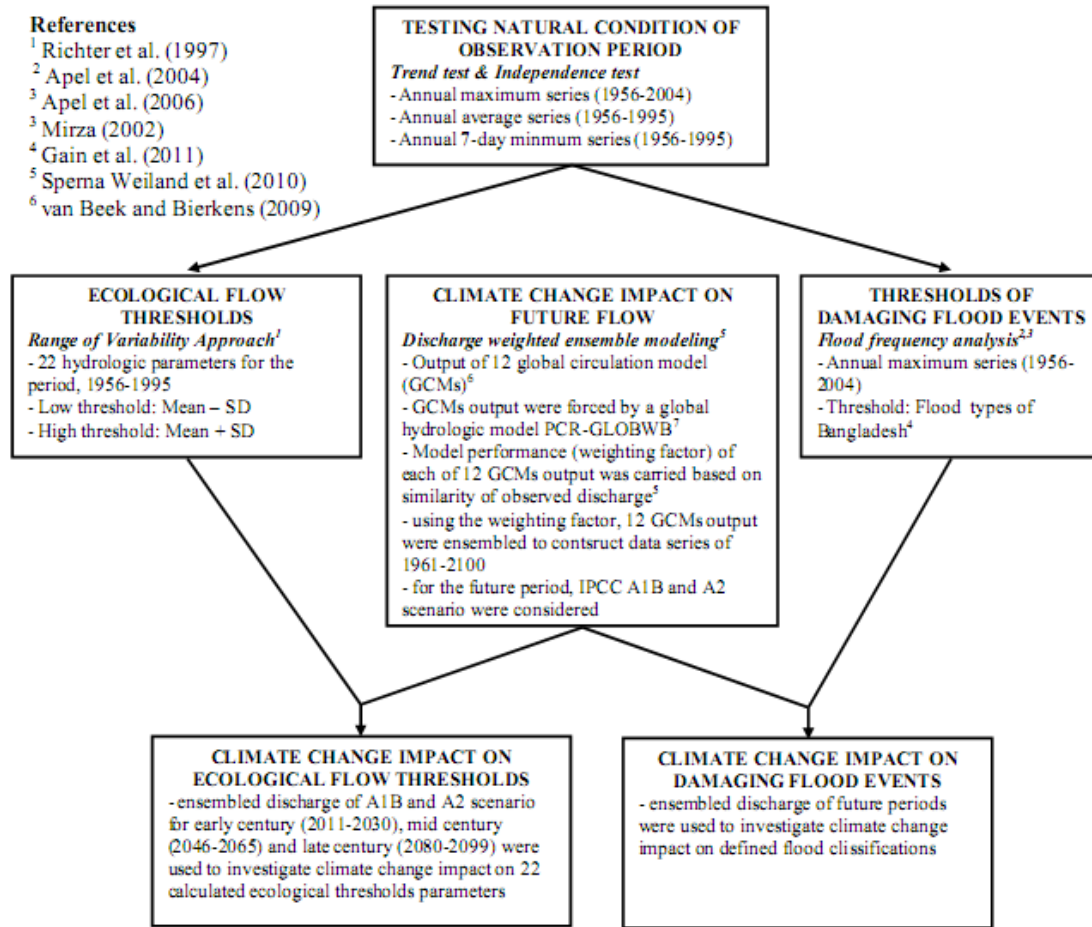 References
¹ Richter et al. (1997)
² Apel et al. (2004)
³ Apel et al. (2006)
³ Mirza (2002)
⁴ Gain et al. (2011)
⁵ Sperna Weiland et al. (2010)
⁶ van Beek and Bierkens (2009)
TESTING NATURAL CONDITION OF
OBSERVATION PERIOD
Trend test & Independence test
- Annual maximum series (1956-2004)
- Annual average series (1956-1995)
- Annual 7-day minmum series (1956-1995)
ECOLOGICAL FLOW
THRESHOLDS
Range of Variability Approach¹
- 22 hydrologic parameters for the
period, 1956-1995
- Low threshold: Mean – SD
- High threshold: Mean + SD
CLIMATE CHANGE IMPACT ON
FUTURE FLOW
Discharge weighted ensemble modeling⁵
- Output of 12 global circulation model
(GCMs)⁶
- GCMs output were forced by a global
hydrologic model PCR-GLOBWB⁷
- Model performance (weighting factor) of
each of 12 GCMs output was carried based on
similarity of observed discharge⁵
- using the weighting factor, 12 GCMs output
were ensembled to contsruct data series of
1961-2100
- for the future period, IPCC A1B and A2
scenario were considered
THRESHOLDS OF
DAMAGING FLOOD EVENTS
Flood frequency analysis²,³
- Annual maximum series (1956-
2004)
- Threshold: Flood types of
Bangladesh⁴
CLIMATE CHANGE IMPACT ON
ECOLOGICAL FLOW THRESHOLDS
- ensembled discharge of A1B and A2 scenario
for early century (2011-2030), mid century
(2046-2065) and late century (2080-2099) were
used to investigate climate change impact on 22
calculated ecological thresholds parameters
CLIMATE CHANGE IMPACT ON
DAMAGING FLOOD EVENTS
- ensembled discharge of future periods
were used to investigate climate change
impact on defined flood clissifications